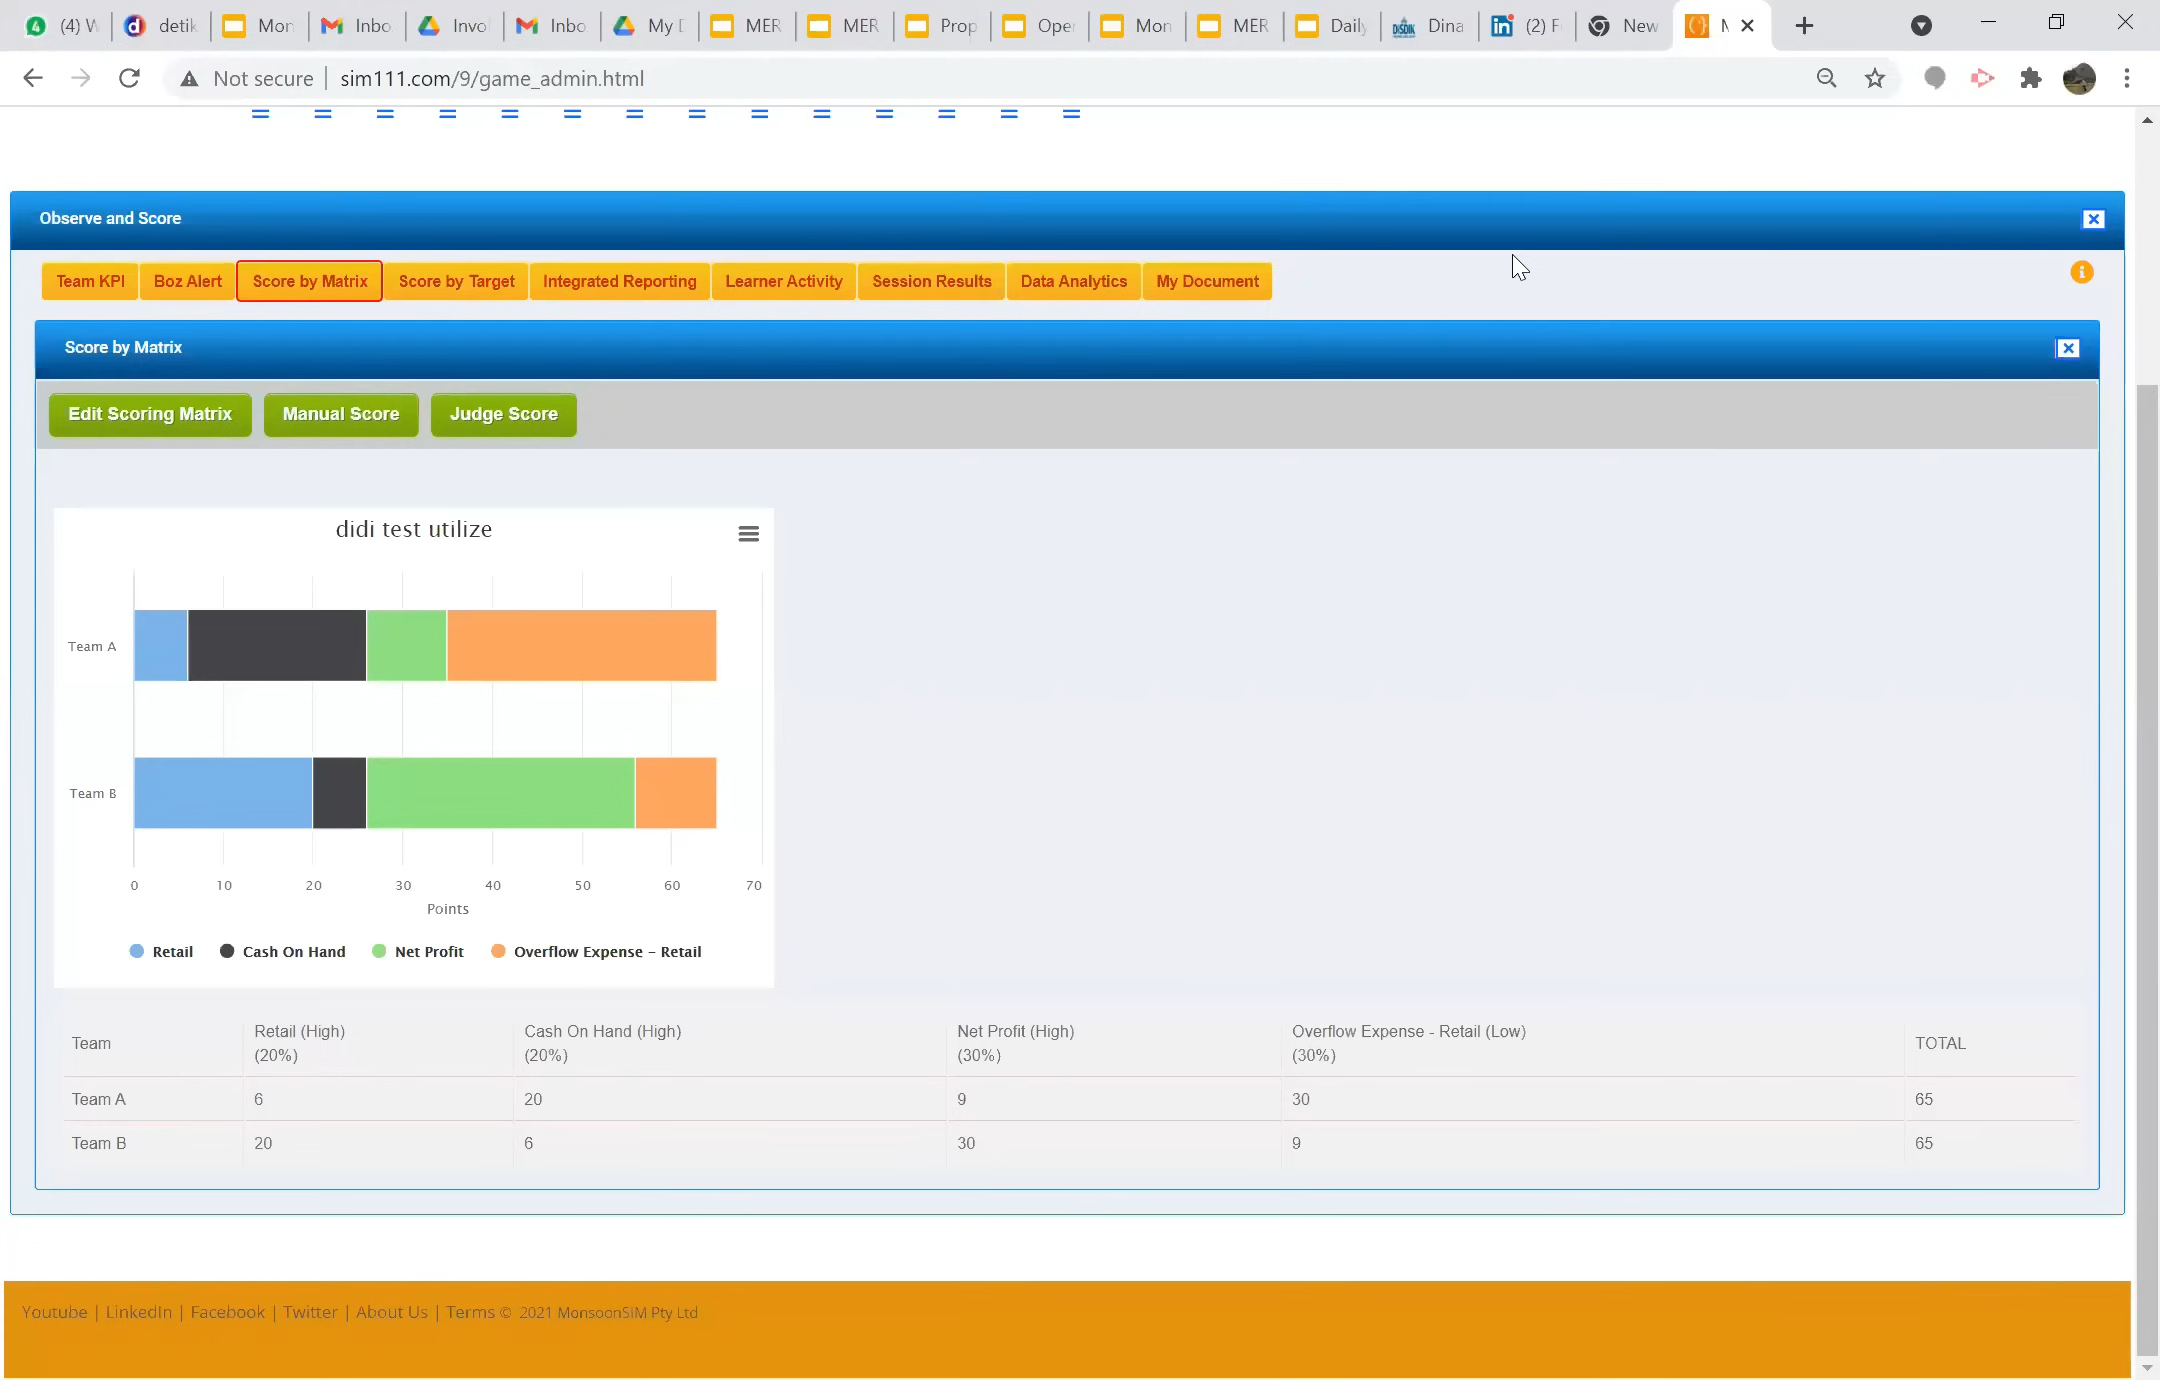 (4) W detik Mon Inbo Invo Inbo My D MER MER Prop Oper Mon MER Daily Dina (2) F New
Not secure | sim111.com/9/game_admin.html
Observe and Score
Team KPI Boz Alert Score by Matrix Score by Target Integrated Reporting Learner Activity Session Results Data Analytics My Document
Score by Matrix
Edit Scoring Matrix Manual Score Judge Score
didi test utilize
Team A
Team B
0 10 20 30 40 50 60 70
Points
Retail Cash On Hand Net Profit Overflow Expense – Retail
Team Retail (High) Cash On Hand (High) Net Profit (High) Overflow Expense - Retail (Low) TOTAL
(20%) (20%) (30%) (30%)
Team A 6 20 9 30 65
Team B 20 6 30 9 65
Youtube | LinkedIn | Facebook | Twitter | About Us | Terms © 2021 MonsoonSIM Pty Ltd